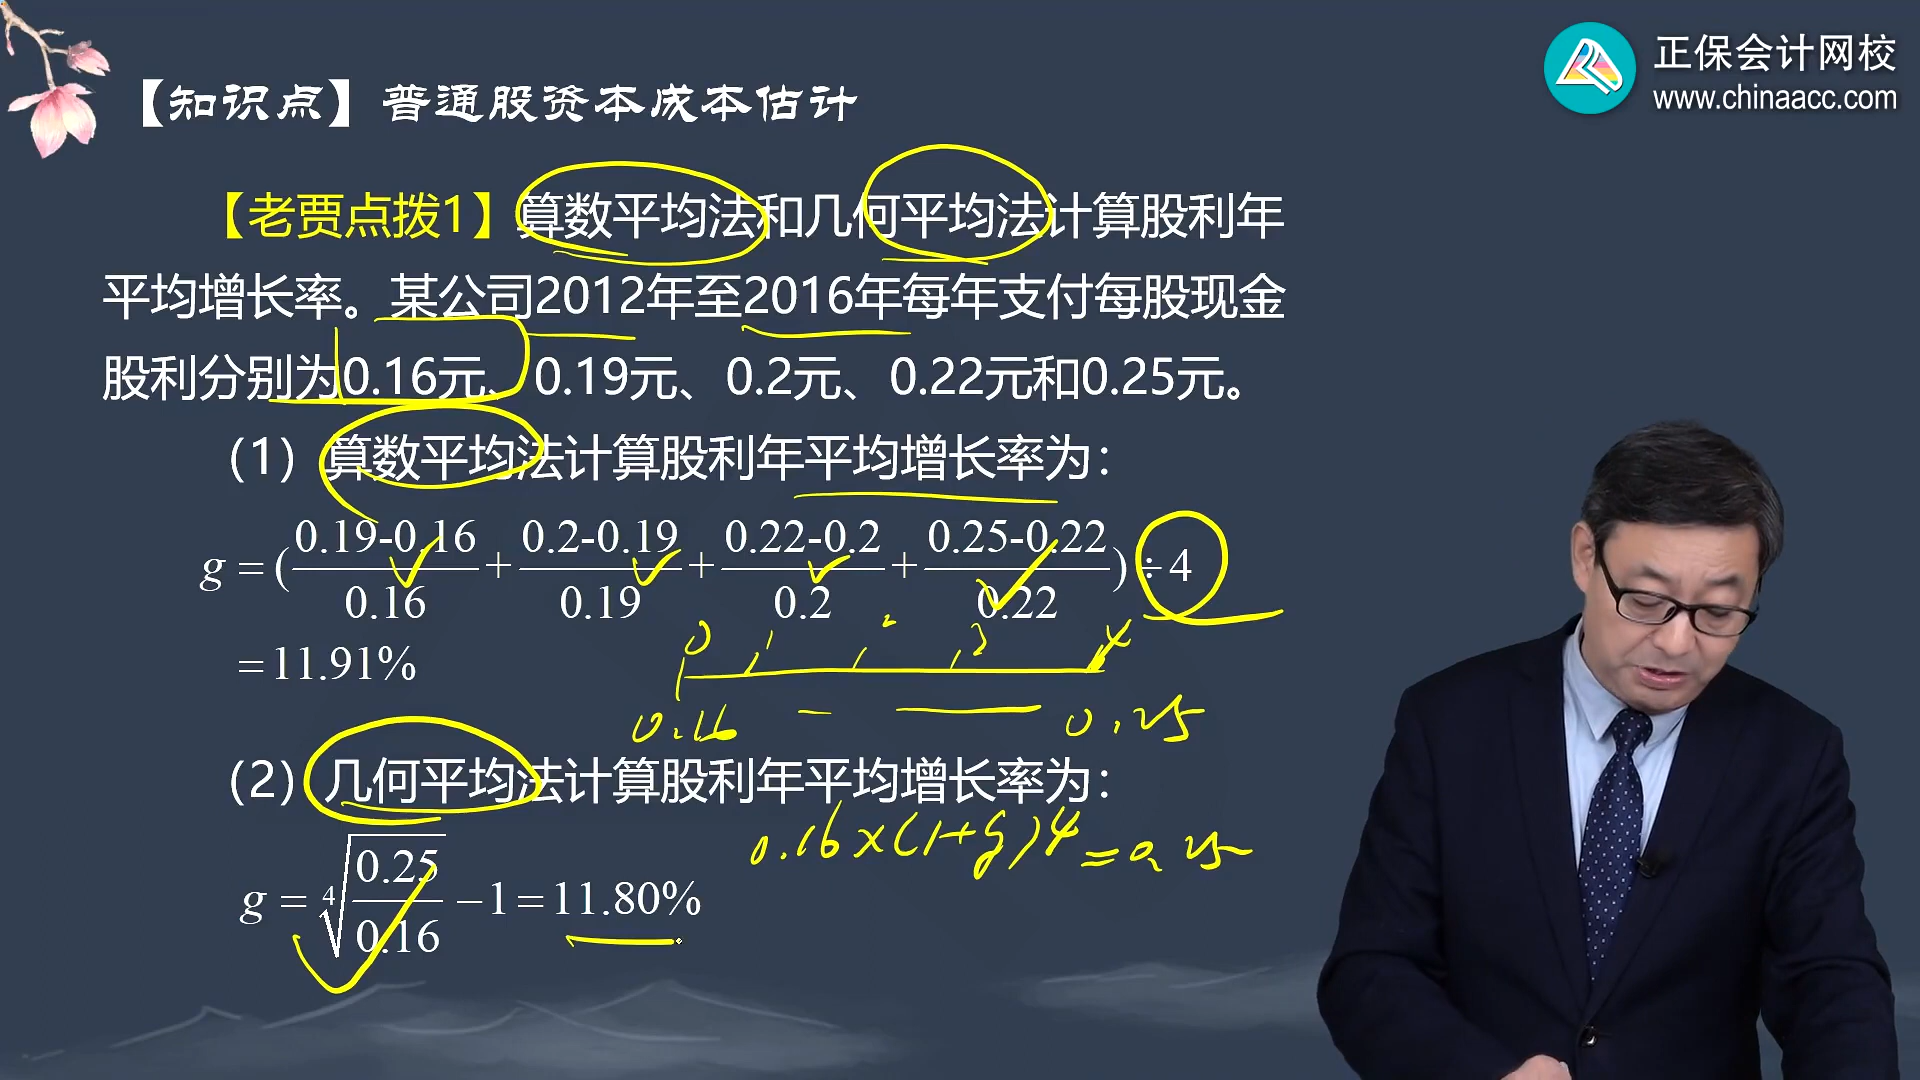 正保会计网校
www.chinaacc.com
【知识点】普通股资本成本估计
【老贾点拨1】算数平均法和几何平均法计算股利年
平均增长率。某公司2012年至2016年每年支付每股现金
股利分别为0.16元、0.19元、0.2元、0.22元和0.25元。
（1）算数平均法计算股利年平均增长率为：
g=(\frac{0.19-0.16}{0.16}+\frac{0.2-0.19}{0.19}+\frac{0.22-0.2}{0.2}+\frac{0.25-0.22}{0.22})÷4
=11.91%
0 1 2 3 4
0.16 0.25
（2）几何平均法计算股利年平均增长率为：
0.16×(1+g)4=0.25
g=\sqrt[4]{\frac{0.25}{0.16}}-1=11.80%